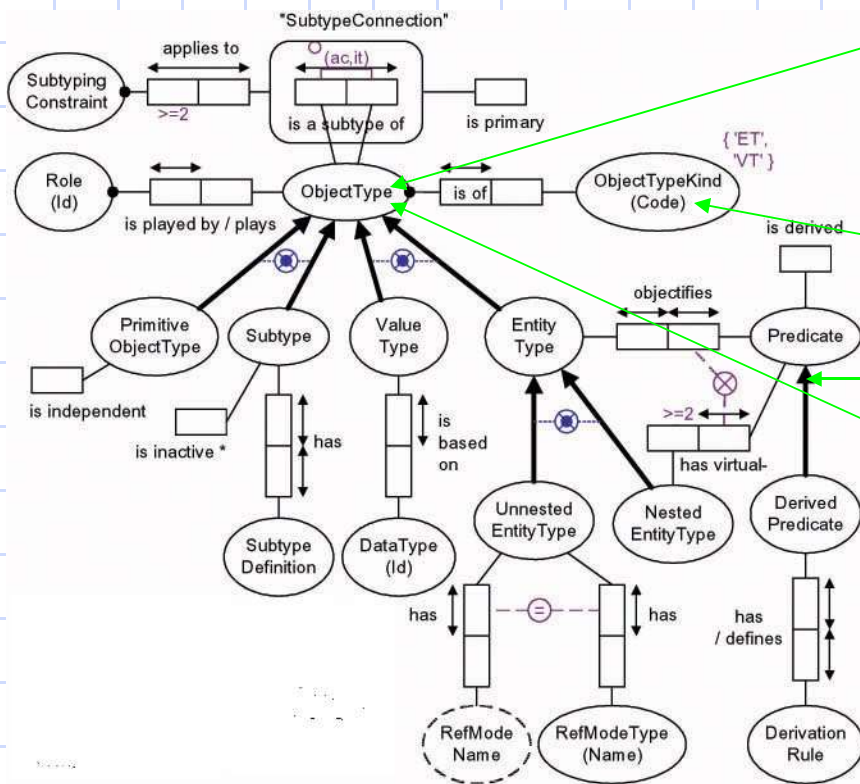 "SubtypeConnection"
applies to
(ac,it)
Subtyping
Constraint
>=2
is a subtype of
is primary
{ 'ET',
'VT' }
Role
(Id)
ObjectType
is of
ObjectTypeKind
(Code)
is played by / plays
is derived
objectifies
Primitive
ObjectType
Subtype
Value
Type
Entity
Type
Predicate
is independent
>=2
is inactive *
has
is
based
on
has virtual-
Unnested
EntityType
Nested
EntityType
Derived
Predicate
Subtype
Definition
DataType
(Id)
has
=
has
has
/ defines
RefMode
Name
RefModeType
(Name)
Derivation
Rule